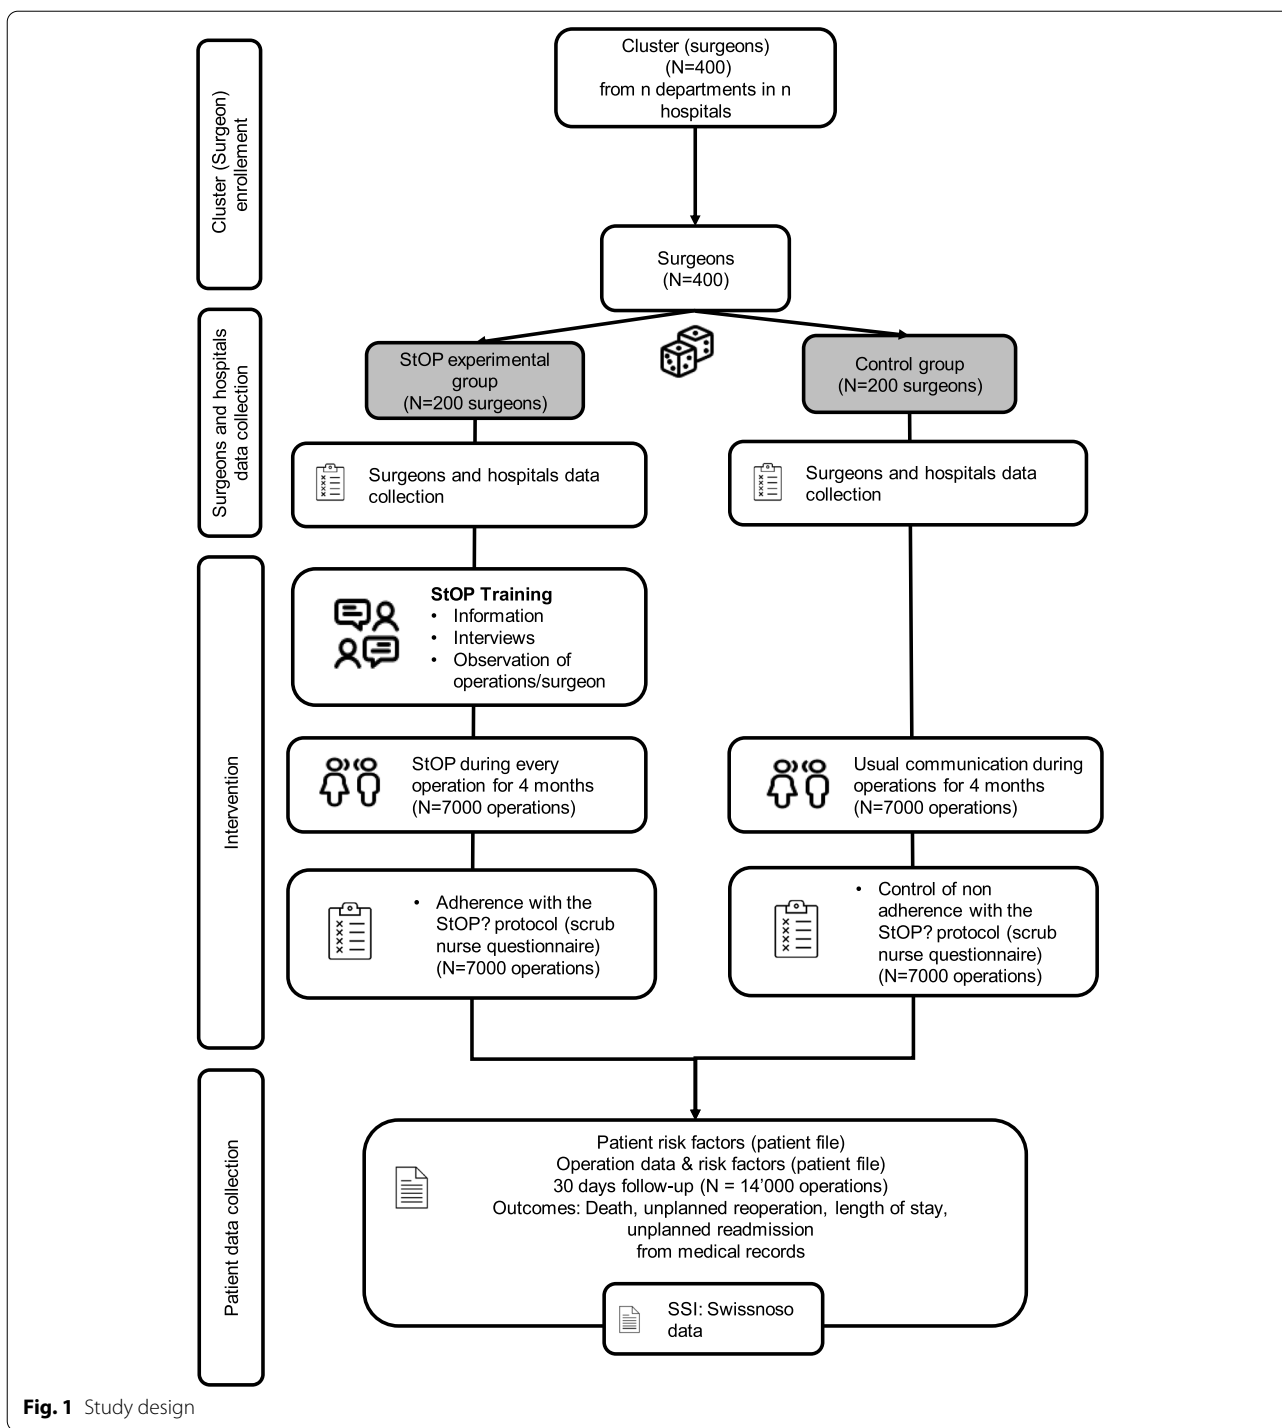 Cluster (Surgeon)
enrollement
Cluster (surgeons)
(N=400)
from n departments in n
hospitals
Surgeons
(N=400)
Surgeons and hospitals
data collection
StOP experimental
group
(N=200 surgeons)
Control group
(N=200 surgeons)
Surgeons and hospitals data
collection
Surgeons and hospitals data
collection
Intervention
StOP Training
• Information
• Interviews
• Observation of
operations/surgeon
StOP during every
operation for 4 months
(N=7000 operations)
Usual communication during
operations for 4 months
(N=7000 operations)
• Adherence with the
StOP? protocol (scrub
nurse questionnaire)
(N=7000 operations)
• Control of non
adherence with the
StOP? protocol (scrub
nurse questionnaire)
(N=7000 operations)
Patient data collection
Patient risk factors (patient file)
Operation data & risk factors (patient file)
30 days follow-up (N = 14’000 operations)
Outcomes: Death, unplanned reoperation, length of stay,
unplanned readmission
from medical records
SSI: Swissnoso
data
Fig. 1 Study design